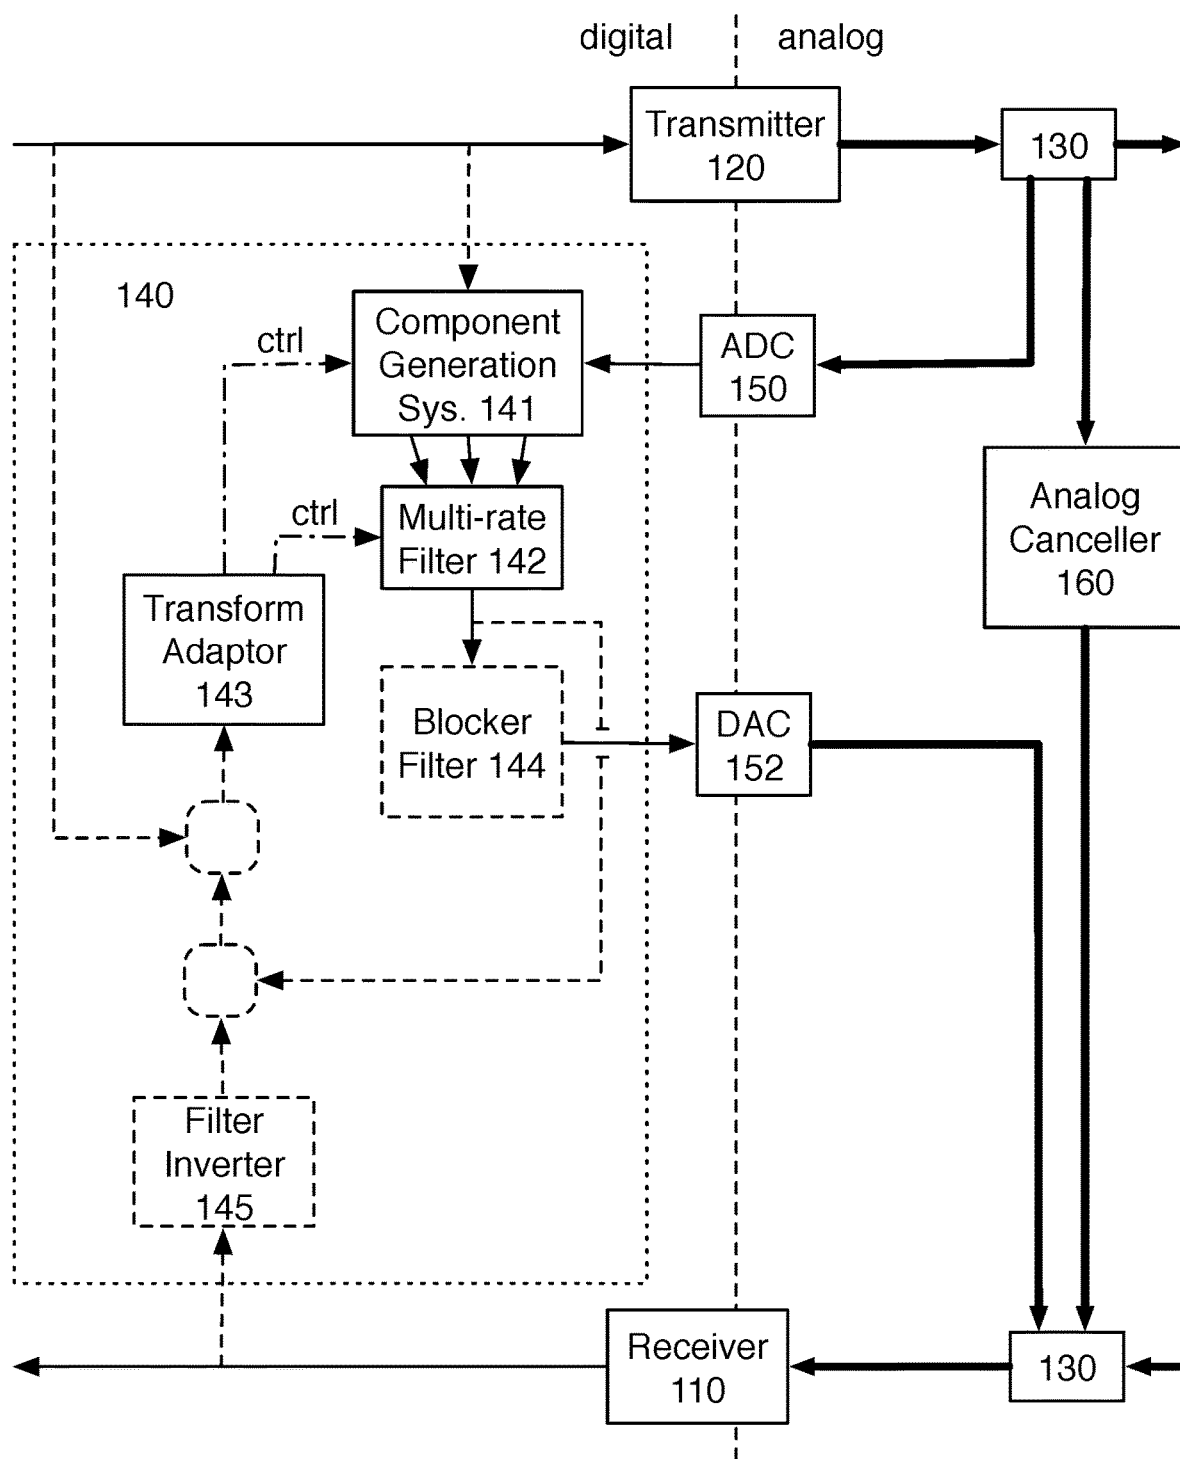 digital
analog
Transmitter
120
130
140
Component
Generation
Sys. 141
ctrl
ADC
150
Multi-rate
Filter 142
ctrl
Analog
Canceller
160
Transform
Adaptor
143
Blocker
Filter 144
DAC
152
Filter
Inverter
145
Receiver
110
130